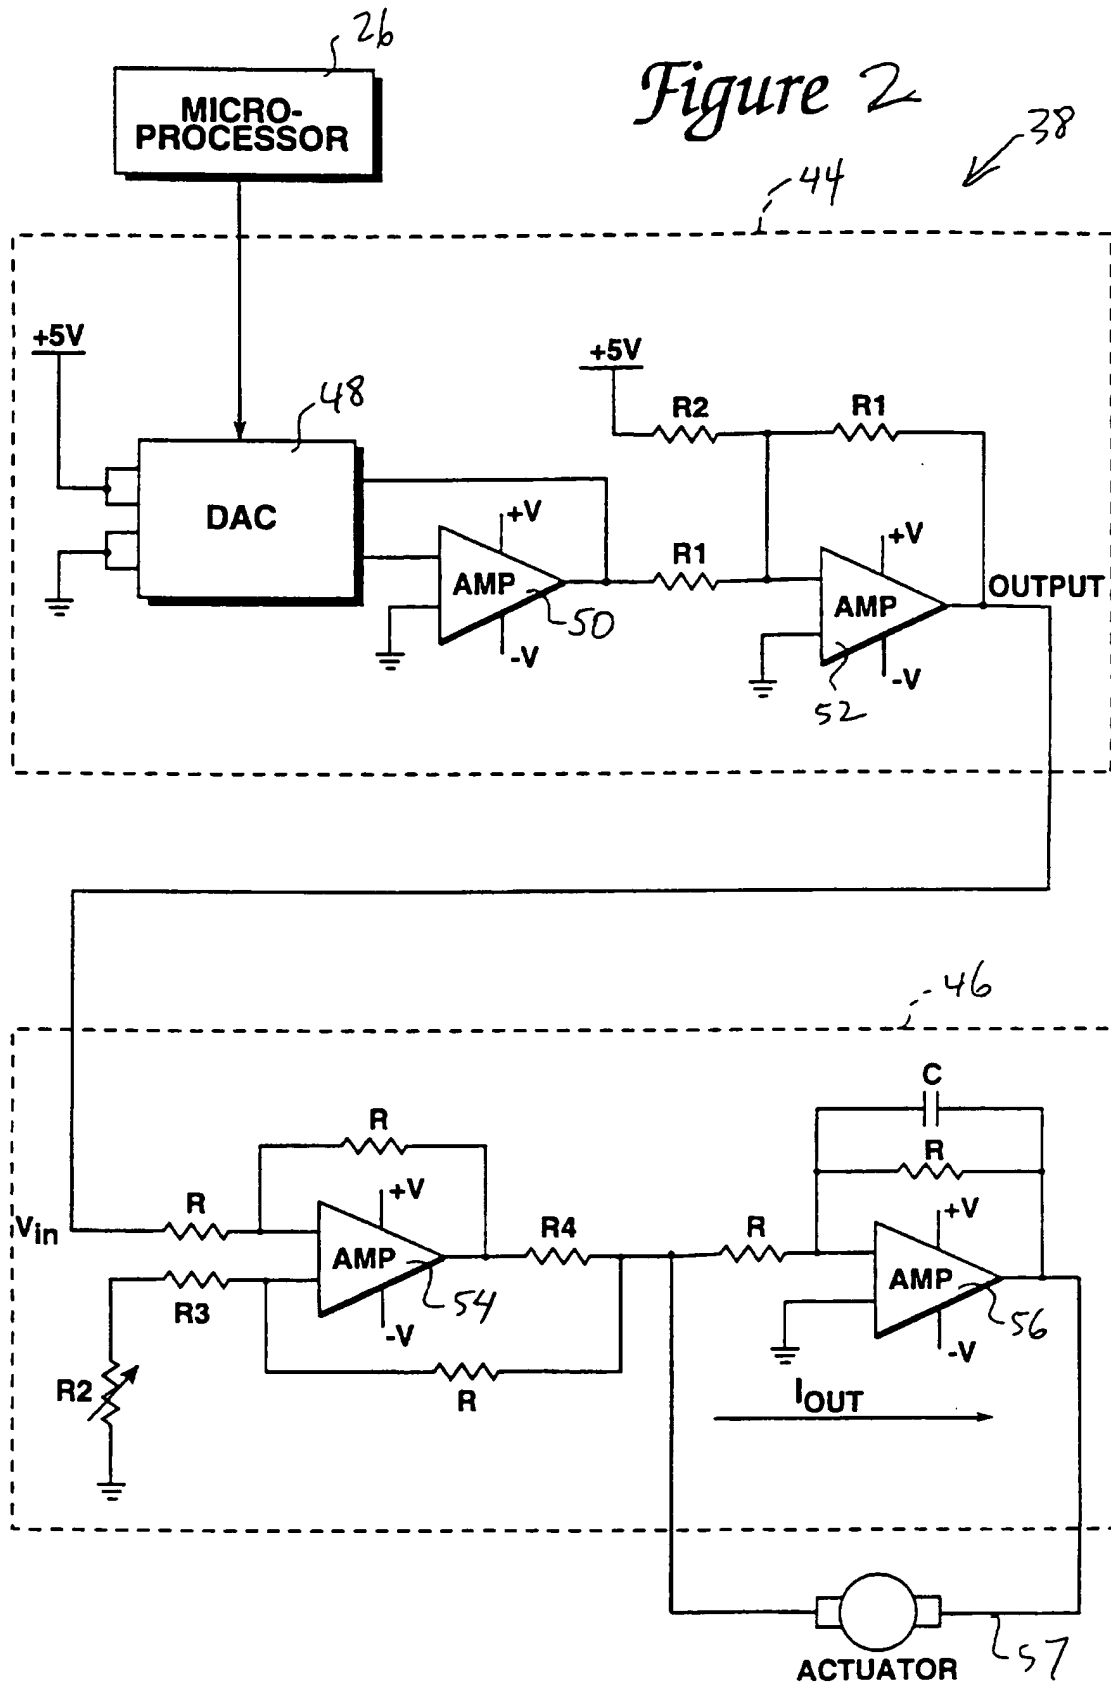 26
MICRO-
PROCESSOR
Figure 2
38
44
+5V
48
DAC
+5V
R2
R1
+V
AMP
50
-V
R1
+V
AMP
52
-V
OUTPUT
46
C
R
R
Vin
R
+V
AMP
54
-V
R4
R
+V
AMP
56
-V
R3
R2
R
IOUT
57
ACTUATOR